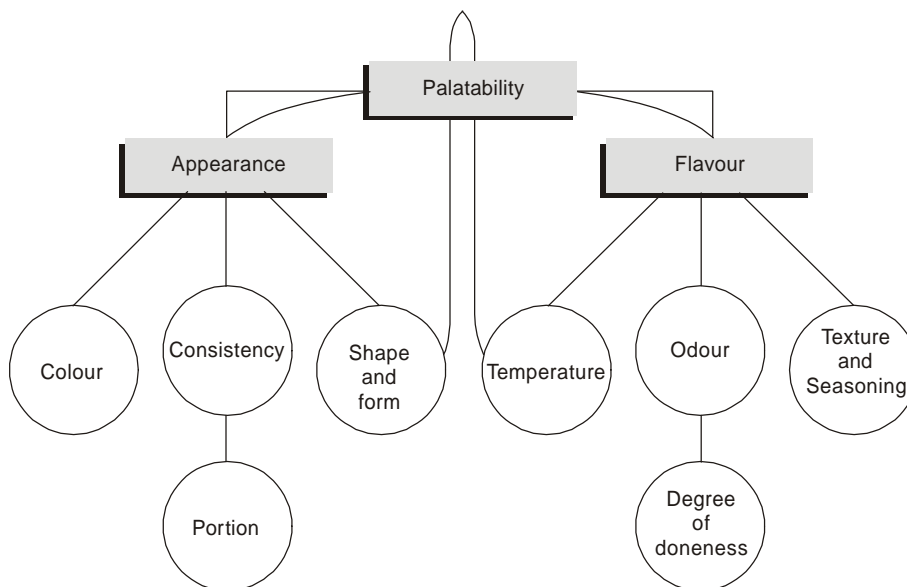 Palatability
Appearance
Flavour
Colour
Consistency
Shape
and
form
Temperature
Odour
Texture
and
Seasoning
Portion
Degree
of
doneness